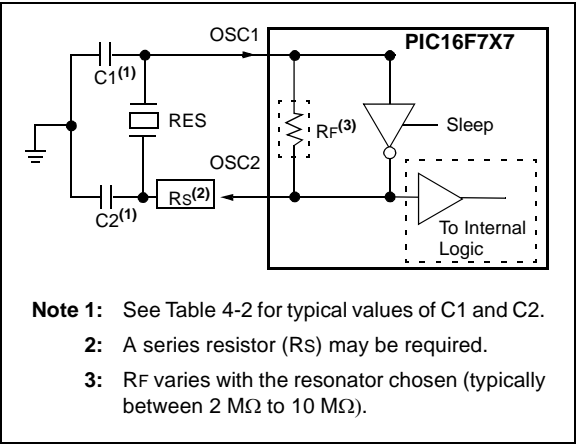 OSC1
PIC16F7X7
C1(1)
RES
RF(3)
Sleep
OSC2
RS(2)
C2(1)
To Internal
Logic
Note 1: See Table 4-2 for typical values of C1 and C2.
2: A series resistor (RS) may be required.
3: RF varies with the resonator chosen (typically
between 2 MΩ to 10 MΩ).